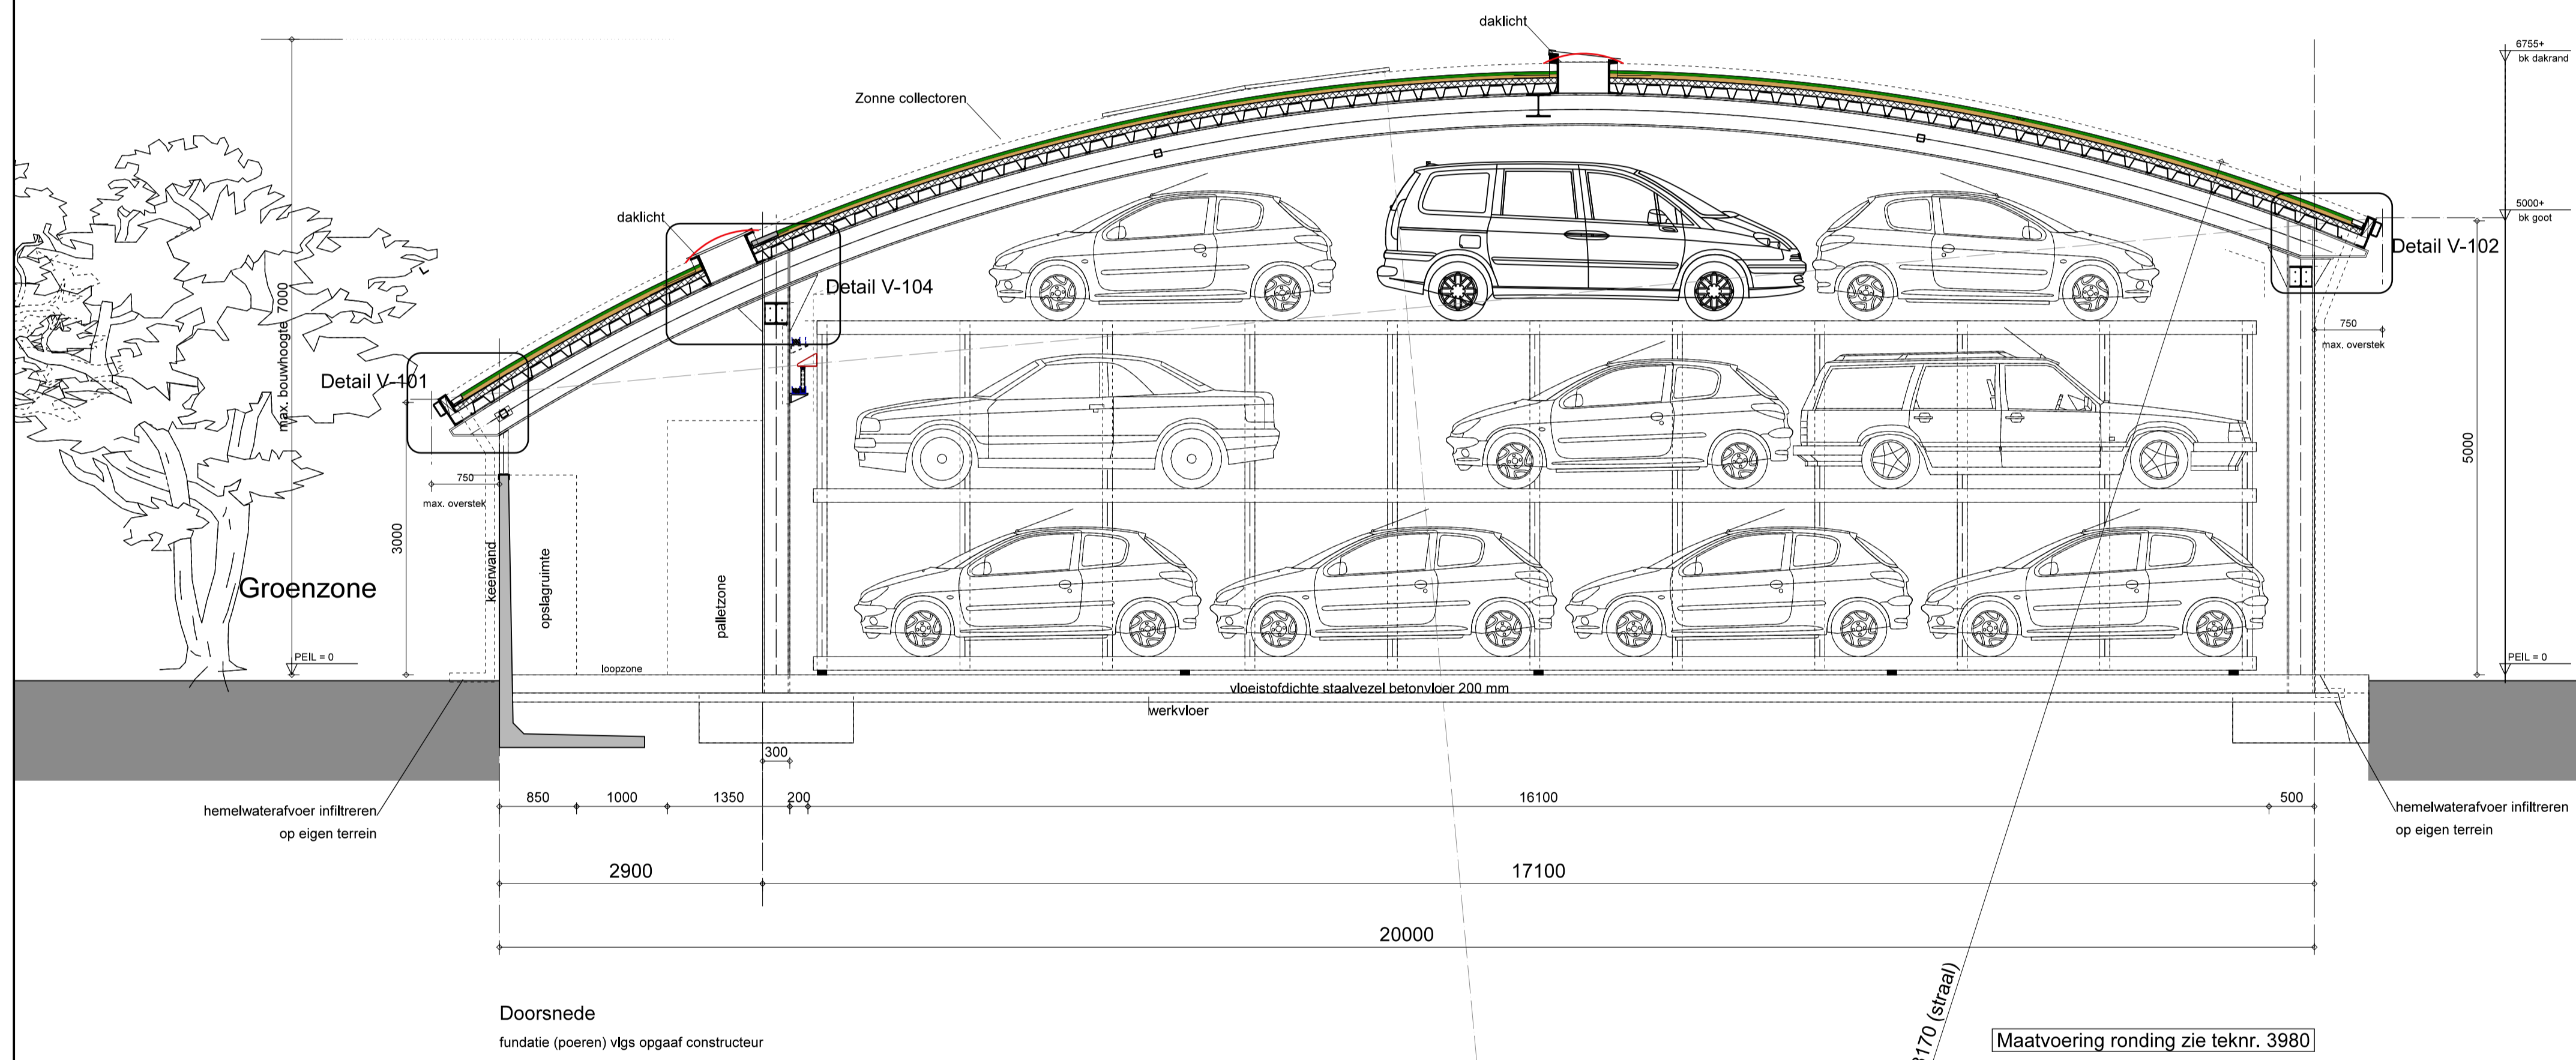 daklicht
6755+
bk dakrand
Zonne collectoren
5000+
bk goot
daklicht
Detail V-102
Detail V-104
max. bouwhoogte 7000
750
max. overstek
Detail V-101
5000
750
max. overstek
3000
keerwand
opslagruimte
palletzone
Groenzone
PEIL = 0
loopzone
PEIL = 0
vloeistofdichte staalvezel betonvloer 200 mm
werkvloer
300
850
1000
1350
200
16100
500
hemelwaterafvoer infiltreren
op eigen terrein
hemelwaterafvoer infiltreren
op eigen terrein
2900
17100
20000
(straal)
Doorsnede
fundatie (poeren) vlgs opgaaf constructeur
Maatvoering ronding zie teknr. 3980